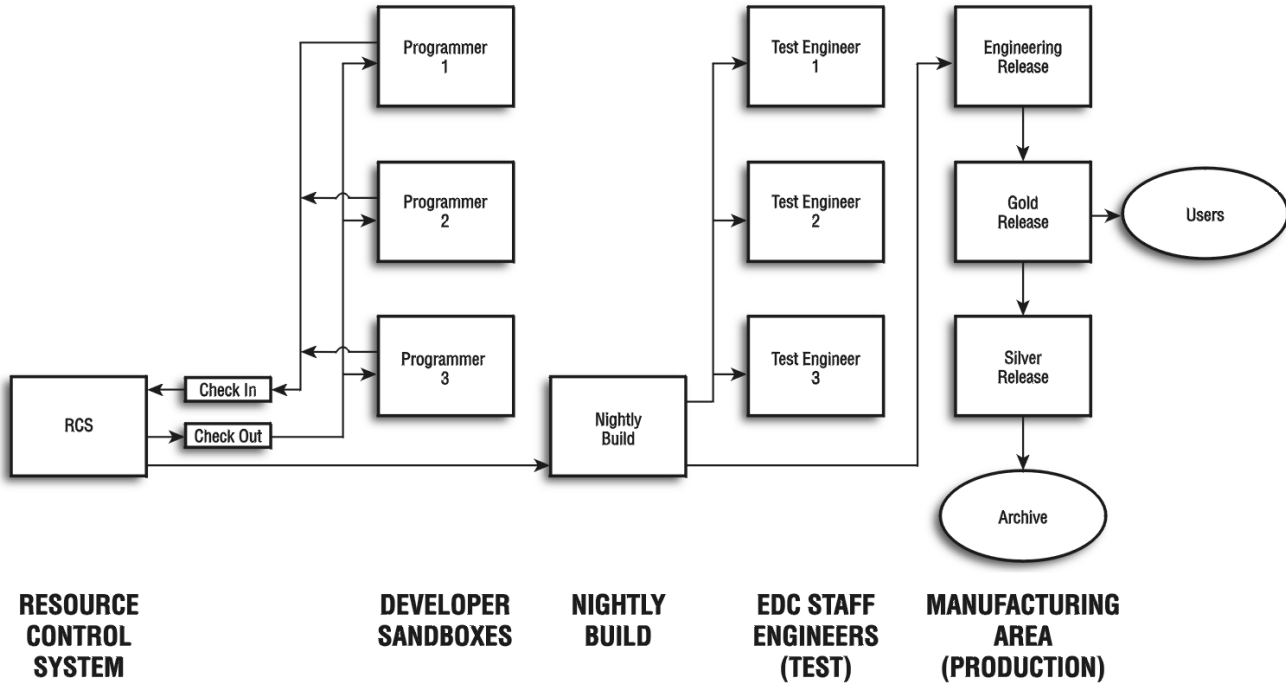 Programmer
1
Test Engineer
1
Engineering
Release
Programmer
2
Test Engineer
2
Gold
Release
Users
Programmer
3
Test Engineer
3
Silver
Release
Check In
RCS
Check Out
Nightly
Build
Archive
RESOURCE
CONTROL
SYSTEM
DEVELOPER
SANDBOXES
NIGHTLY
BUILD
EDC STAFF
ENGINEERS
(TEST)
MANUFACTURING
AREA
(PRODUCTION)